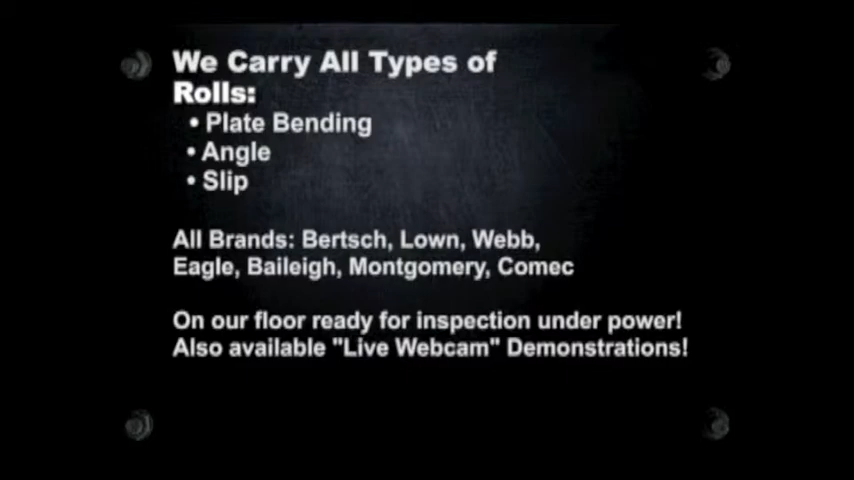 We Carry All Types of
Rolls:
• Plate Bending
• Angle
• Slip
All Brands: Bertsch, Lown, Webb,
Eagle, Baileigh, Montgomery, Comec
On our floor ready for inspection under power!
Also available "Live Webcam" Demonstrations!